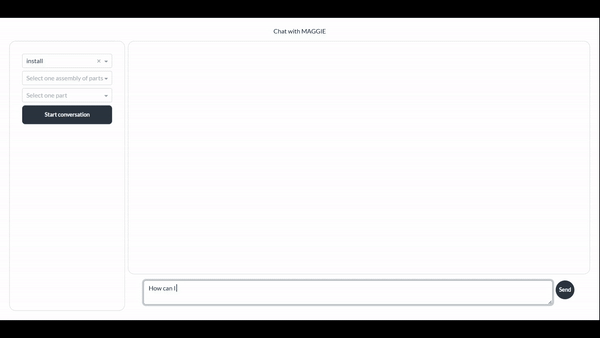 Chat with MAGGIE
install
Select one assembly of parts
Select one part
Start conversation
How can I
Send